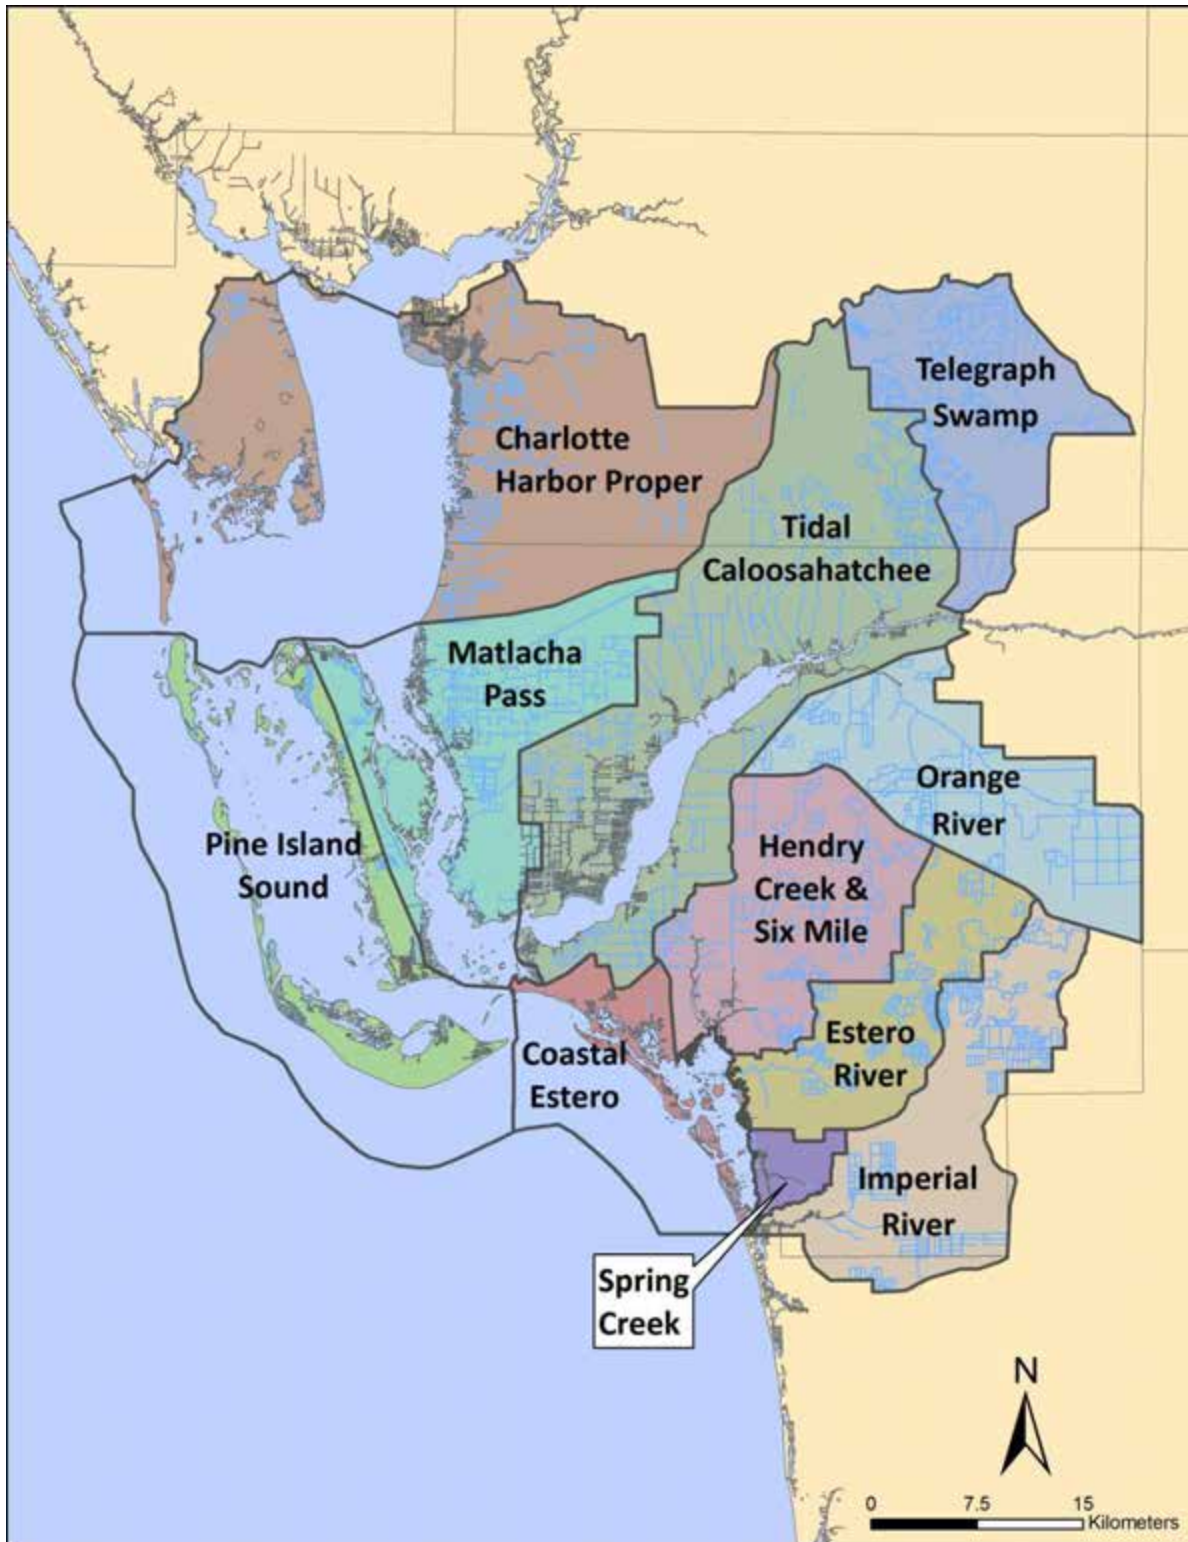 Telegraph
Swamp
Charlotte
Harbor Proper
Tidal
Caloosahatchee
Matlacha
Pass
Orange
River
Pine Island
Sound
Hendry
Creek &
Six Mile
Estero
River
Coastal
Estero
Imperial
River
Spring
Creek
N
0 7.5 15
Kilometers